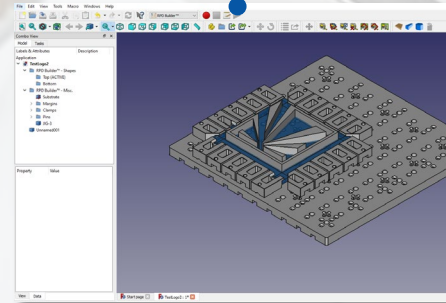 File Edit View Tools Macro Windows Help
RPD Builder™
Combo View
Model Tasks
Labels & Attributes Description
Application
TestLogo2
RPD Builder™ - Shapes
Top (ACTIVE)
Bottom
RPD Builder™ - Misc.
Substrate
Margins
Clamps
Pins
Unnamed001
Property Value
View Data
Start page
TestLogo2 : 1*